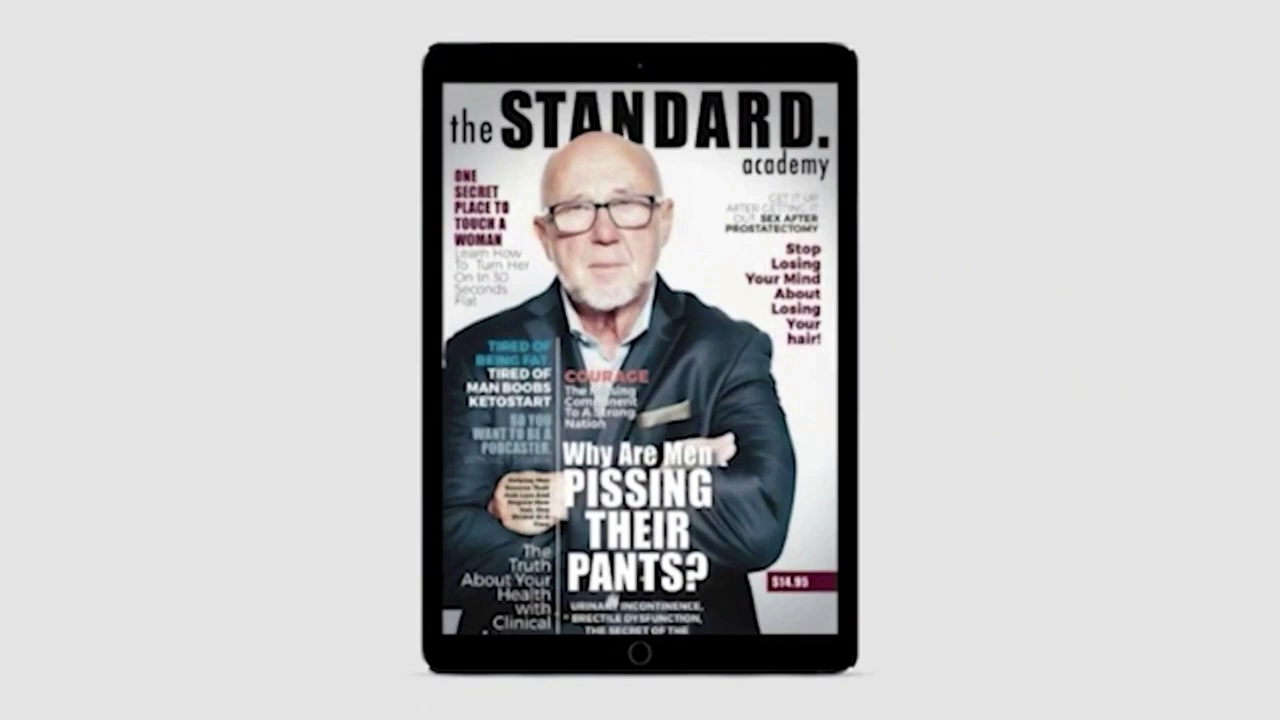 the STANDARD.
academy
ONE
SECRET
PLACE TO
TOUCH A
WOMAN
Learn How
To Turn Her
On In 30
Seconds
Flat
GET IT UP
AFTER GETTING IT
OUT. SEX AFTER
PROSTATECTOMY
Stop
Losing
Your Mind
About
Losing
Your
hair!
TIRED OF
BEING FAT
TIRED OF
MAN BOOBS
KETOSTART
SO YOU
WANT TO BE A
PODCASTER.
COURAGE
The Missing
Component
To A Strong
Nation
Why Are Men
PISSING
THEIR
PANTS?
URINARY INCONTINENCE,
ERECTILE DYSFUNCTION,
THE SECRET OF THE
The
Truth
About Your
Health
with
Clinical
$14.95